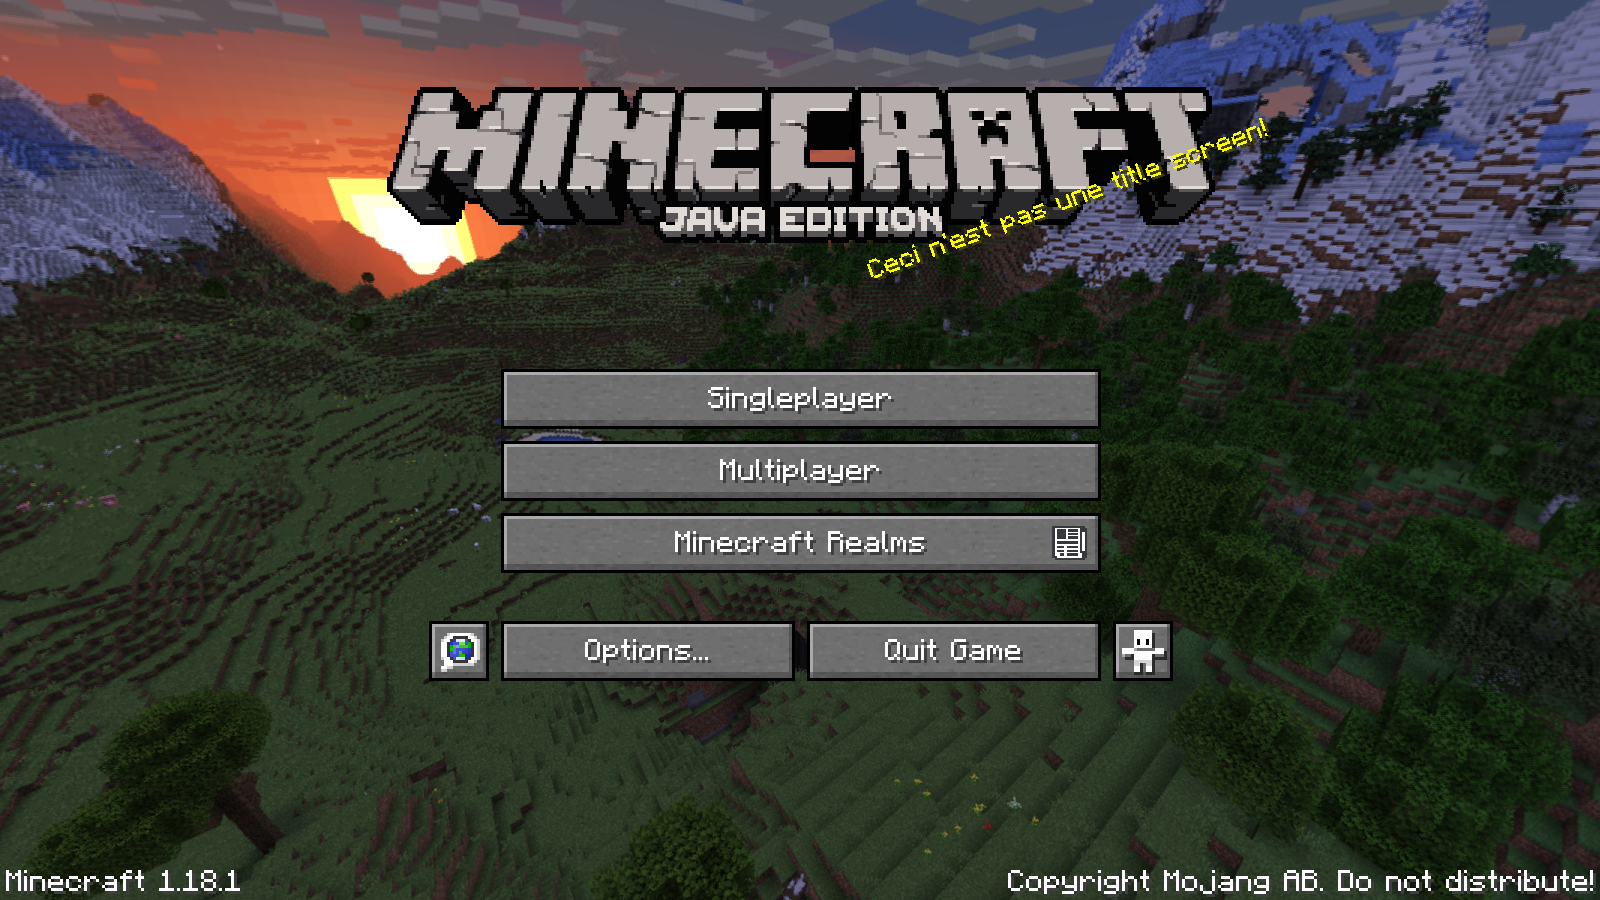 MINECRAFT
JAVA EDITION
Ceci n'est pas une title screen!
Singleplayer
Multiplayer
Minecraft Realms
Options...
Quit Game
Minecraft 1.18.1
Copyright Mojang AB. Do not distribute!